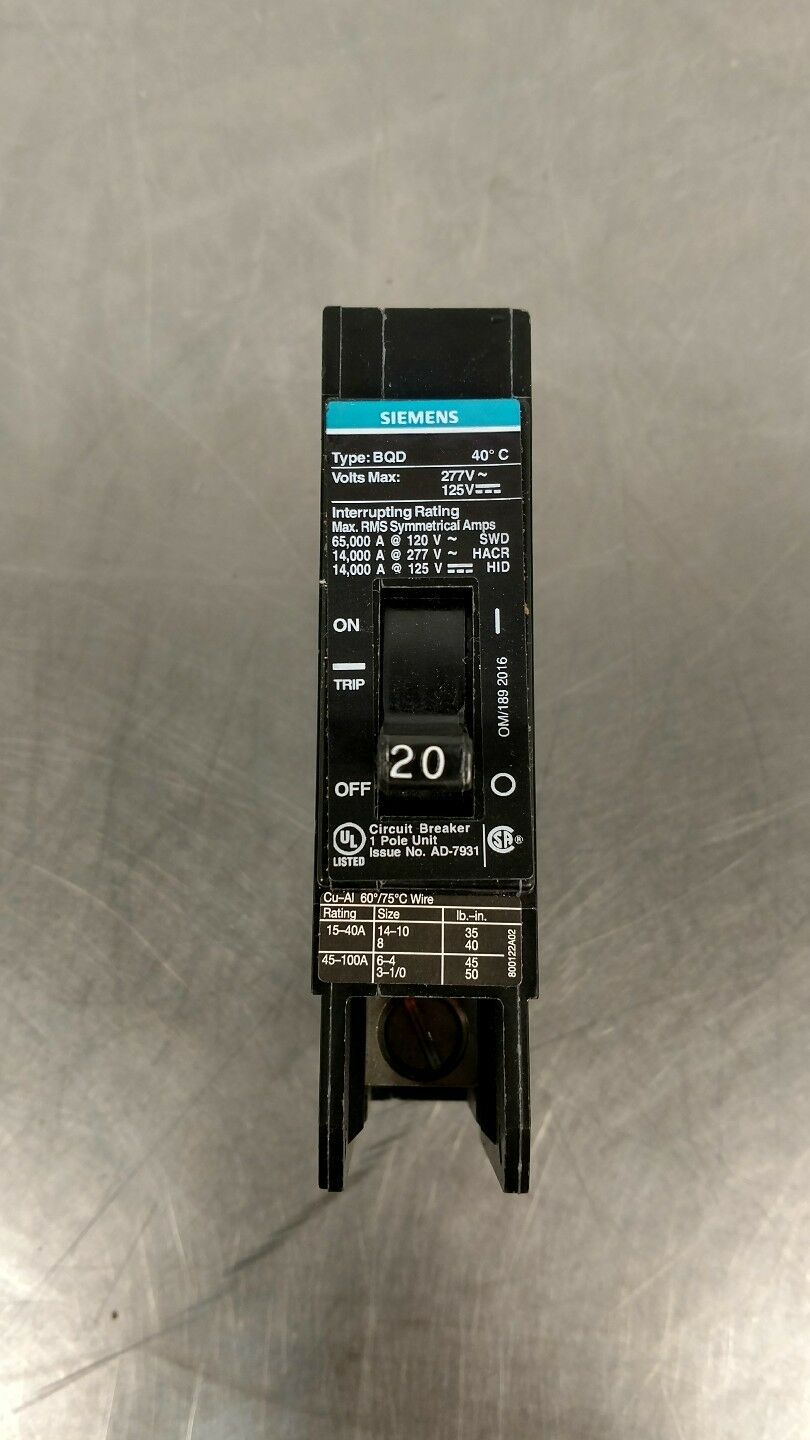 SIEMENS
Type: BQD 40° C
Volts Max: 277V ~
125V ⎓
Interrupting Rating
Max. RMS Symmetrical Amps
65,000 A @ 120 V ~ SWD
14,000 A @ 277 V ~ HACR
14,000 A @ 125 V ⎓ HID
ON I
TRIP
OM/189 2016
20
OFF O
UL LISTED
Circuit Breaker
1 Pole Unit
Issue No. AD-7931
SA ®
Cu-Al 60°/75°C Wire
Rating Size lb.-in.
15-40A 14-10 35
8 40
45-100A 6-4 45
3-1/0 50
800122A02